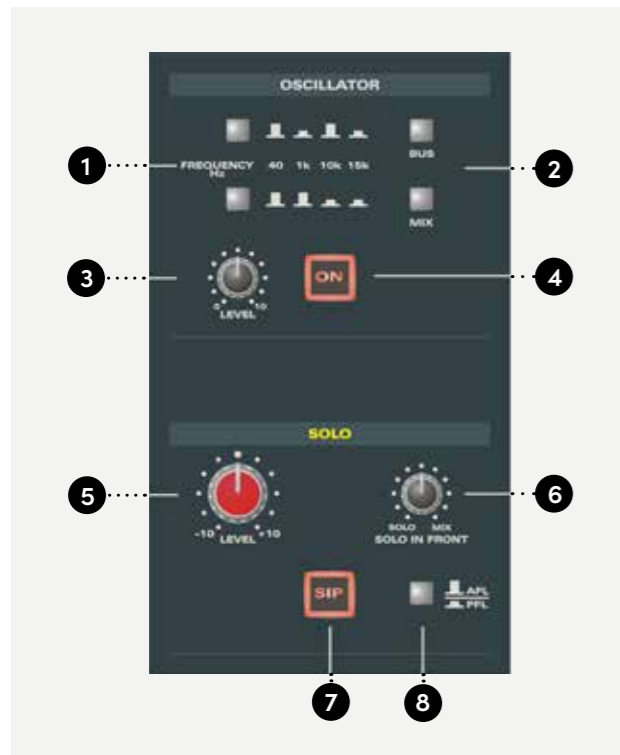 OSCILLATOR
BUS
1 FREQUENCY Hz 40 1k 10k 15k 2
MIX
3 ON 4
0 10
LEVEL
SOLO
5 6
-10 LEVEL +10 SOLO MIX
SOLO IN FRONT
SIP AFL
PFL
7 8